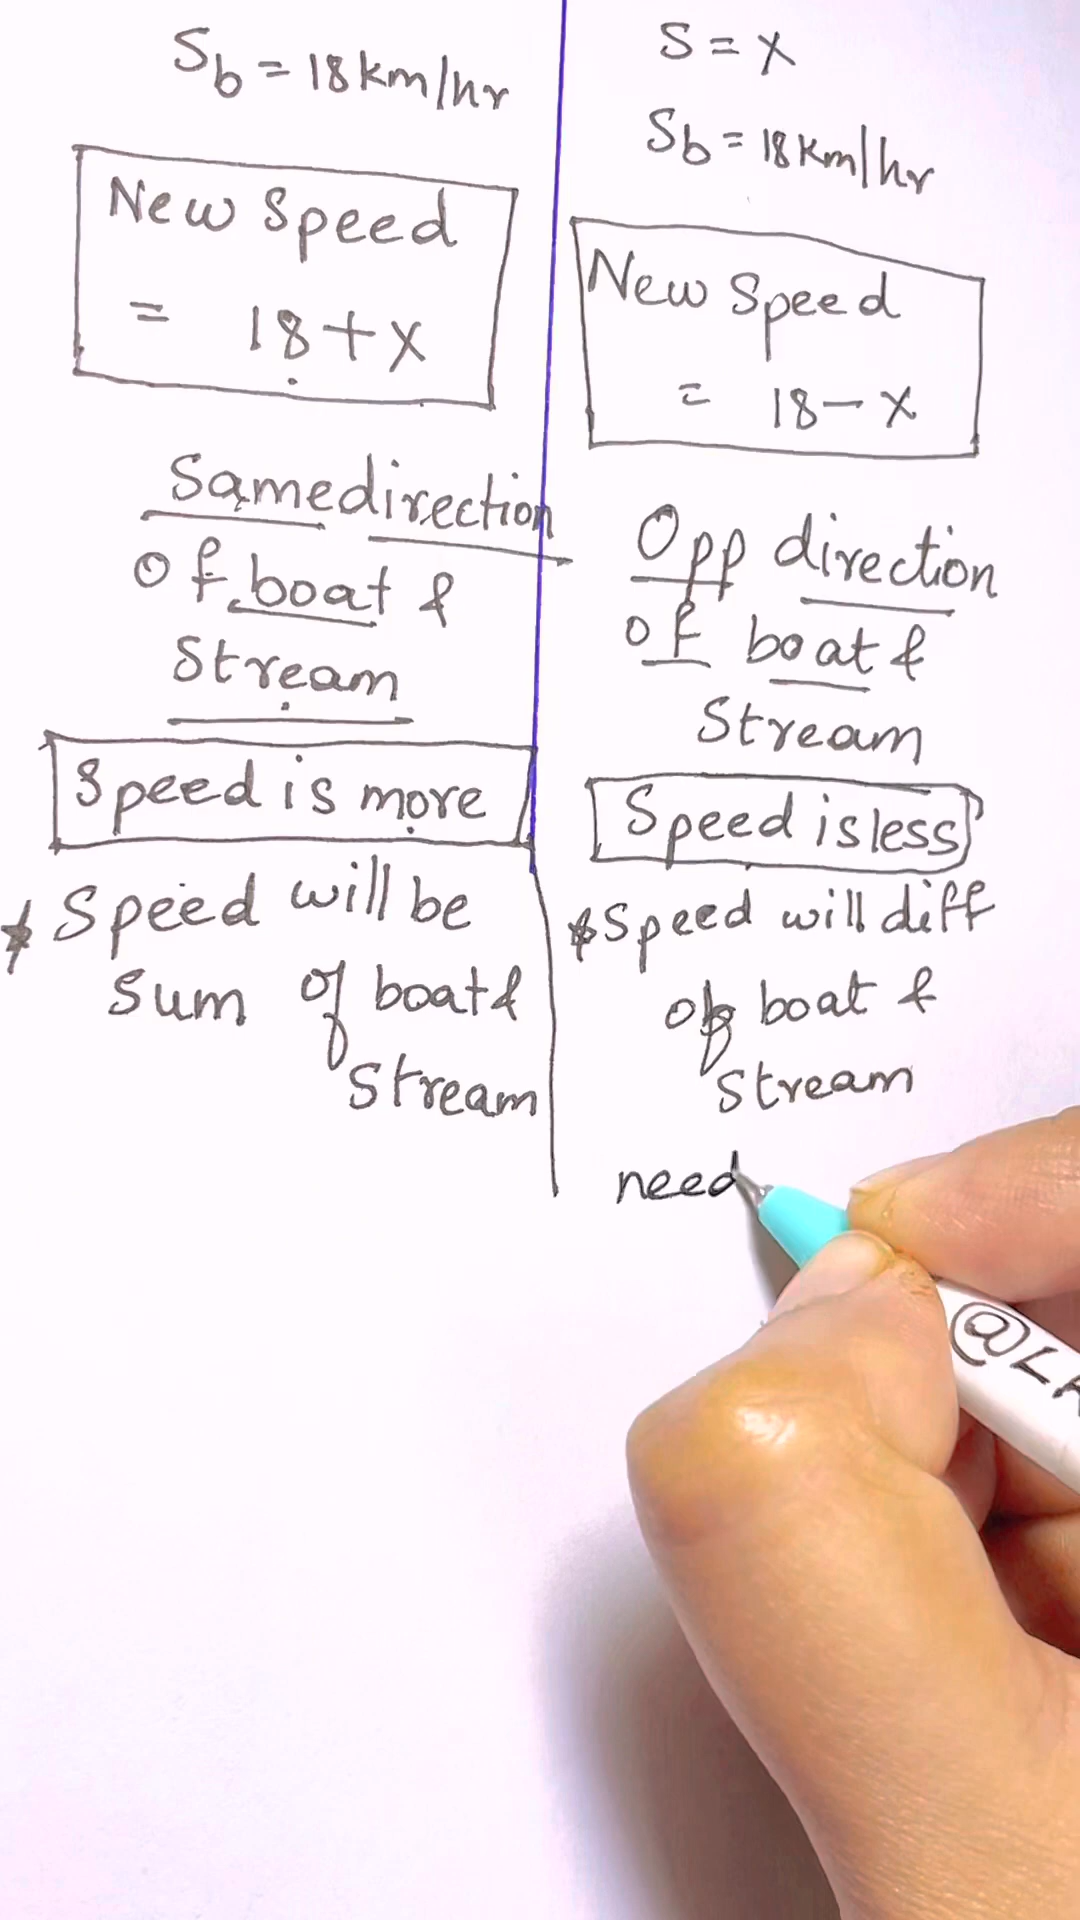 Sb = 18km/hr
New Speed
= 18+x
Samedirection
of boat &
Stream
Speed is more
* Speed will be
sum of boat &
Stream
S = x
Sb = 18km/hr
New Speed
= 18-x
Opp direction
of boat &
Stream
Speed is less
* Speed will diff
of boat &
Stream
need